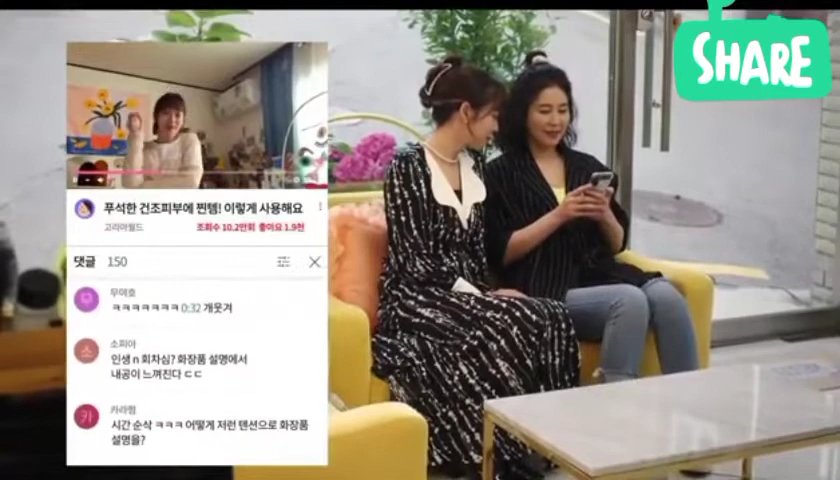 SHARE
푸석한 건조피부에 찐템! 이렇게 사용해요
고라아월드
조회수 10.2만회 좋아요 1.9천
댓글 150
무야호
ㅋㅋㅋㅋㅋㅋㅋ 0:32 개웃겨
소피아
소
인생 n 회차심? 화장품 설명에서
내공이 느껴진다 ㄷㄷ
카라멈
카
시간 순삭 ㅋㅋㅋ 어떻게 저런 텐션으로 화장품
설명을?